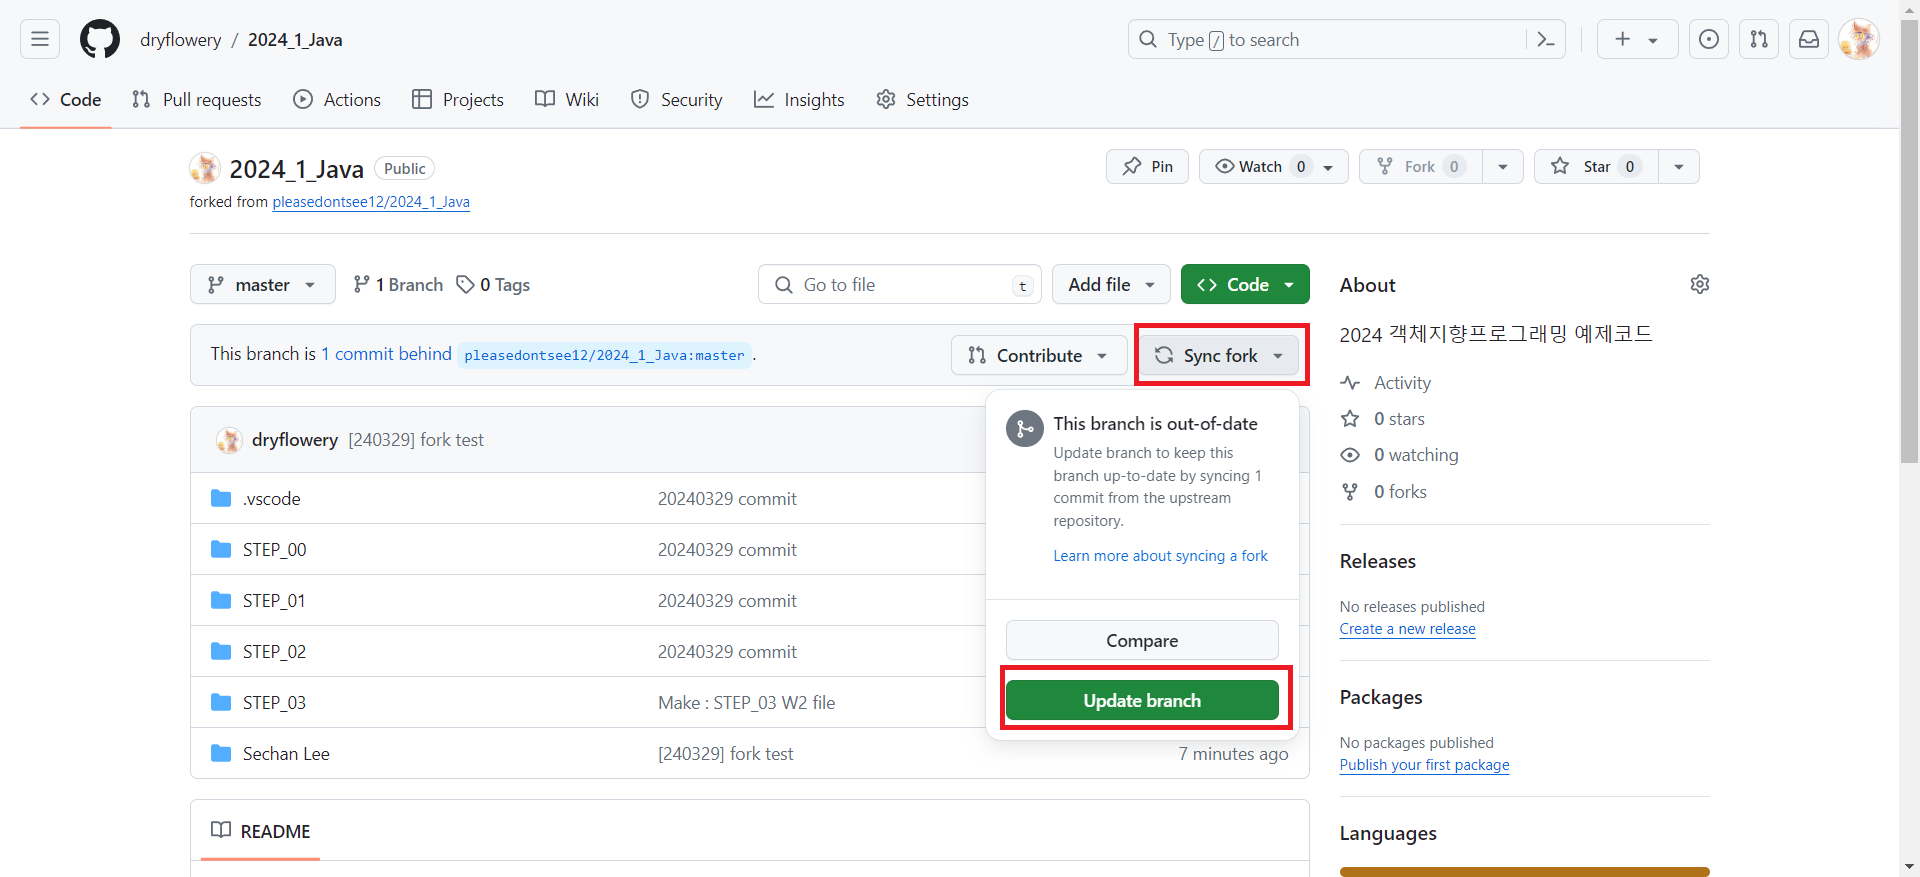 dryflowery / 2024_1_Java
Type / to search
Code Pull requests Actions Projects Wiki Security Insights Settings
2024_1_Java Public
Pin Watch 0 Fork 0 Star 0
forked from pleasedontsee12/2024_1_Java
master 1 Branch 0 Tags Go to file t Add file Code
This branch is 1 commit behind pleasedontsee12/2024_1_Java:master . Contribute Sync fork
This branch is out-of-date
Update branch to keep this
branch up-to-date by syncing 1
commit from the upstream
repository.
Learn more about syncing a fork
Compare
Update branch
dryflowery [240329] fork test
.vscode 20240329 commit
STEP_00 20240329 commit
STEP_01 20240329 commit
STEP_02 20240329 commit
STEP_03 Make : STEP_03 W2 file
Sechan Lee [240329] fork test 7 minutes ago
README
About
2024 객체지향프로그래밍 예제코드
Activity
0 stars
0 watching
0 forks
Releases
No releases published
Create a new release
Packages
No packages published
Publish your first package
Languages